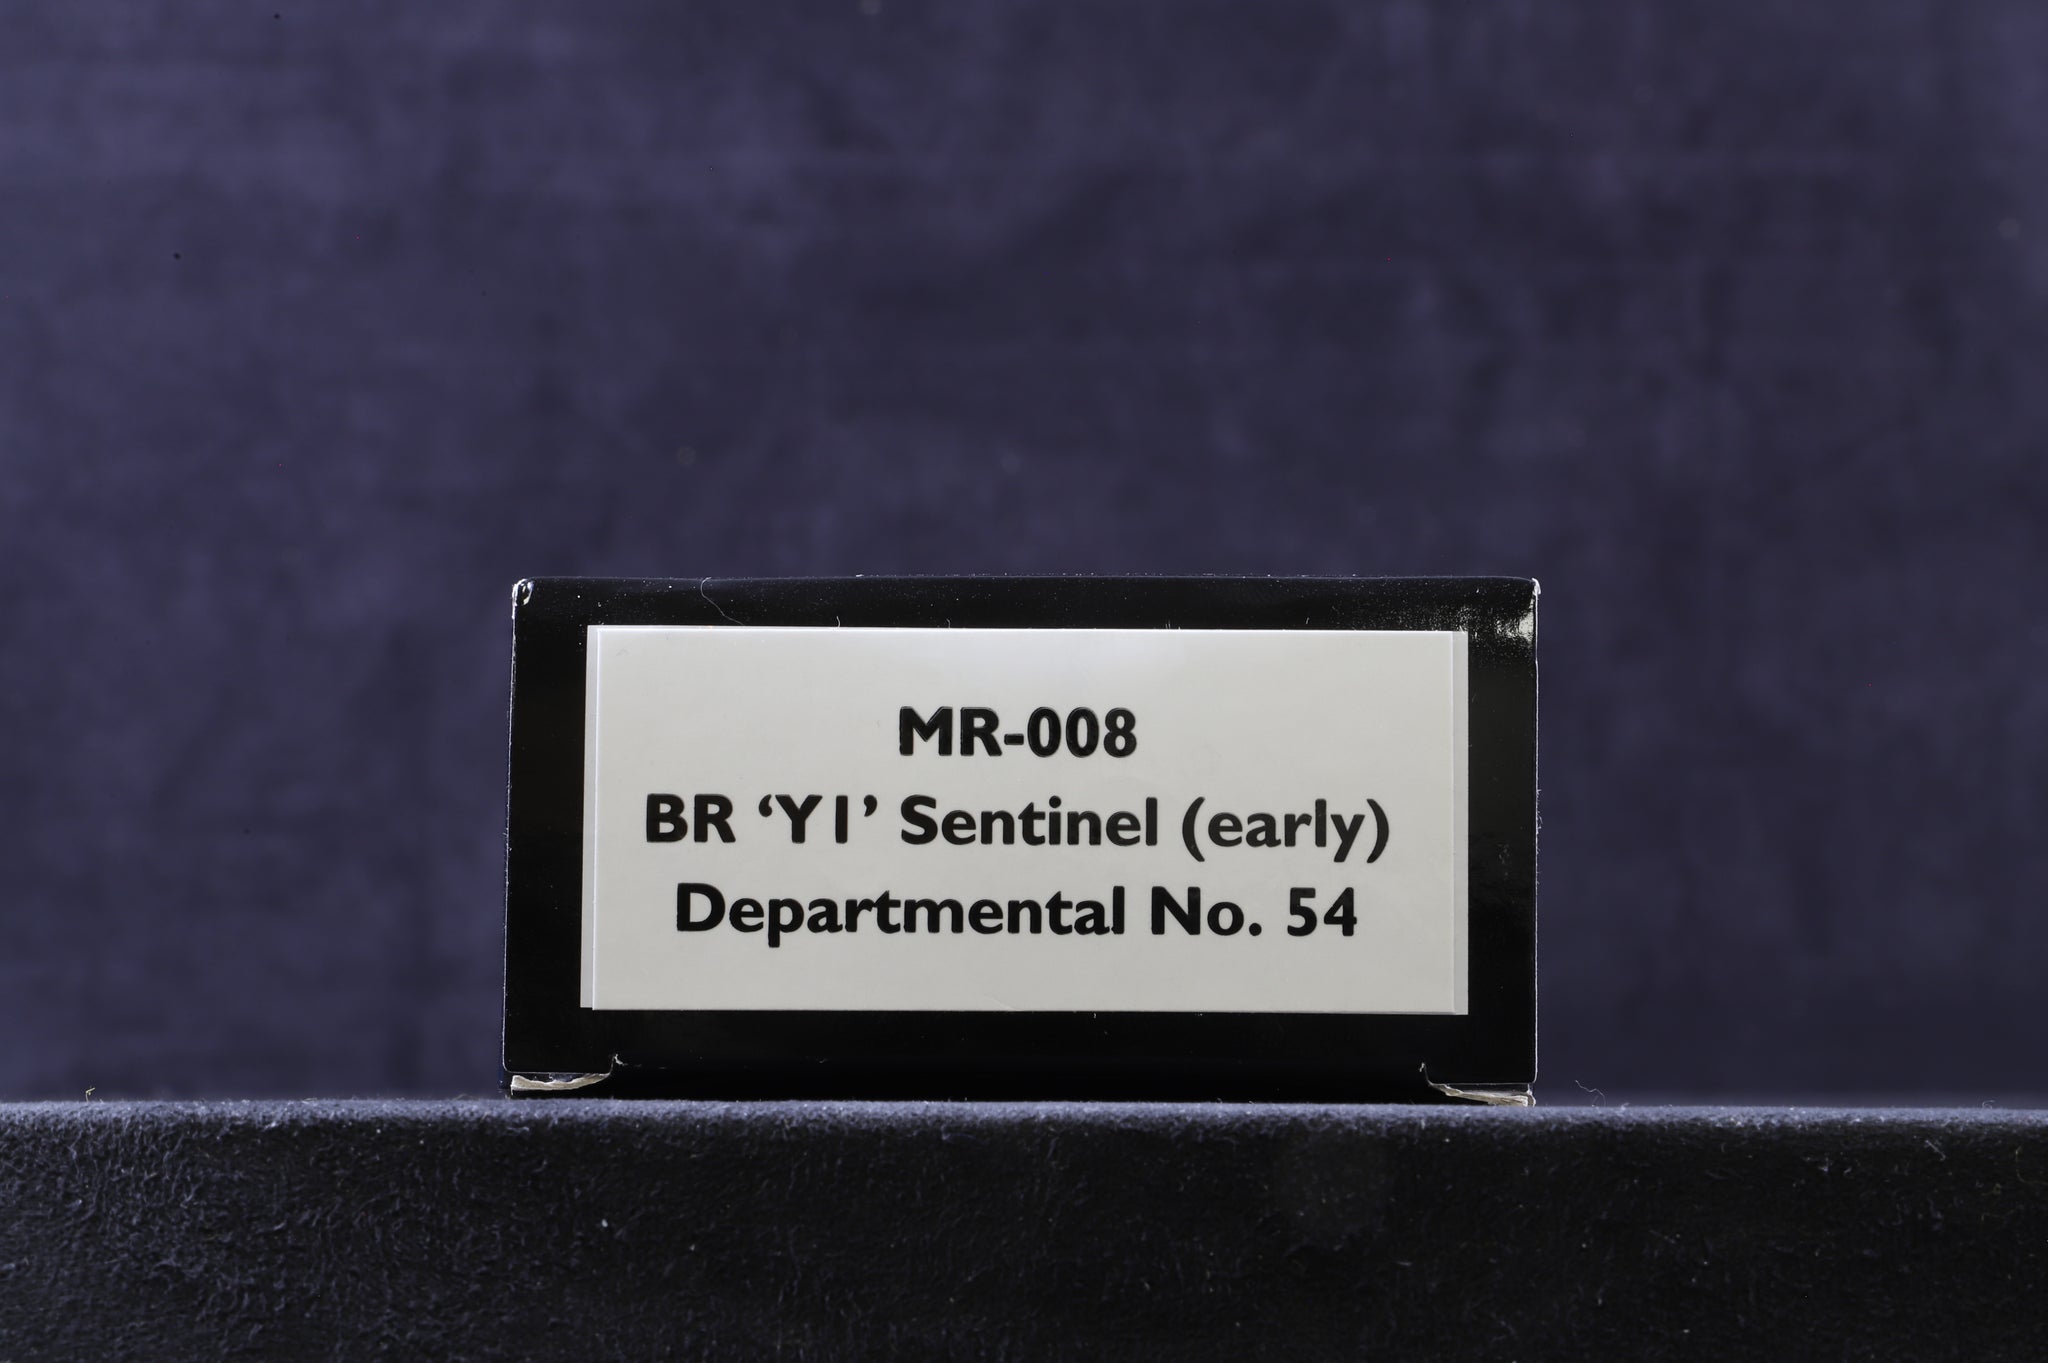 MR-008
BR ‘Y1’ Sentinel (early)
Departmental No. 54